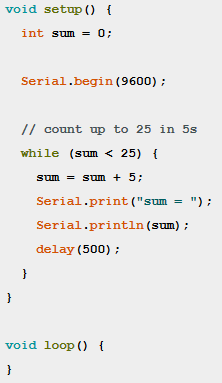 void setup() {
  int sum = 0;

  Serial.begin(9600);

  // count up to 25 in 5s
  while (sum < 25) {
    sum = sum + 5;
    Serial.print("sum = ");
    Serial.println(sum);
    delay(500);
  }
}

void loop() {
}